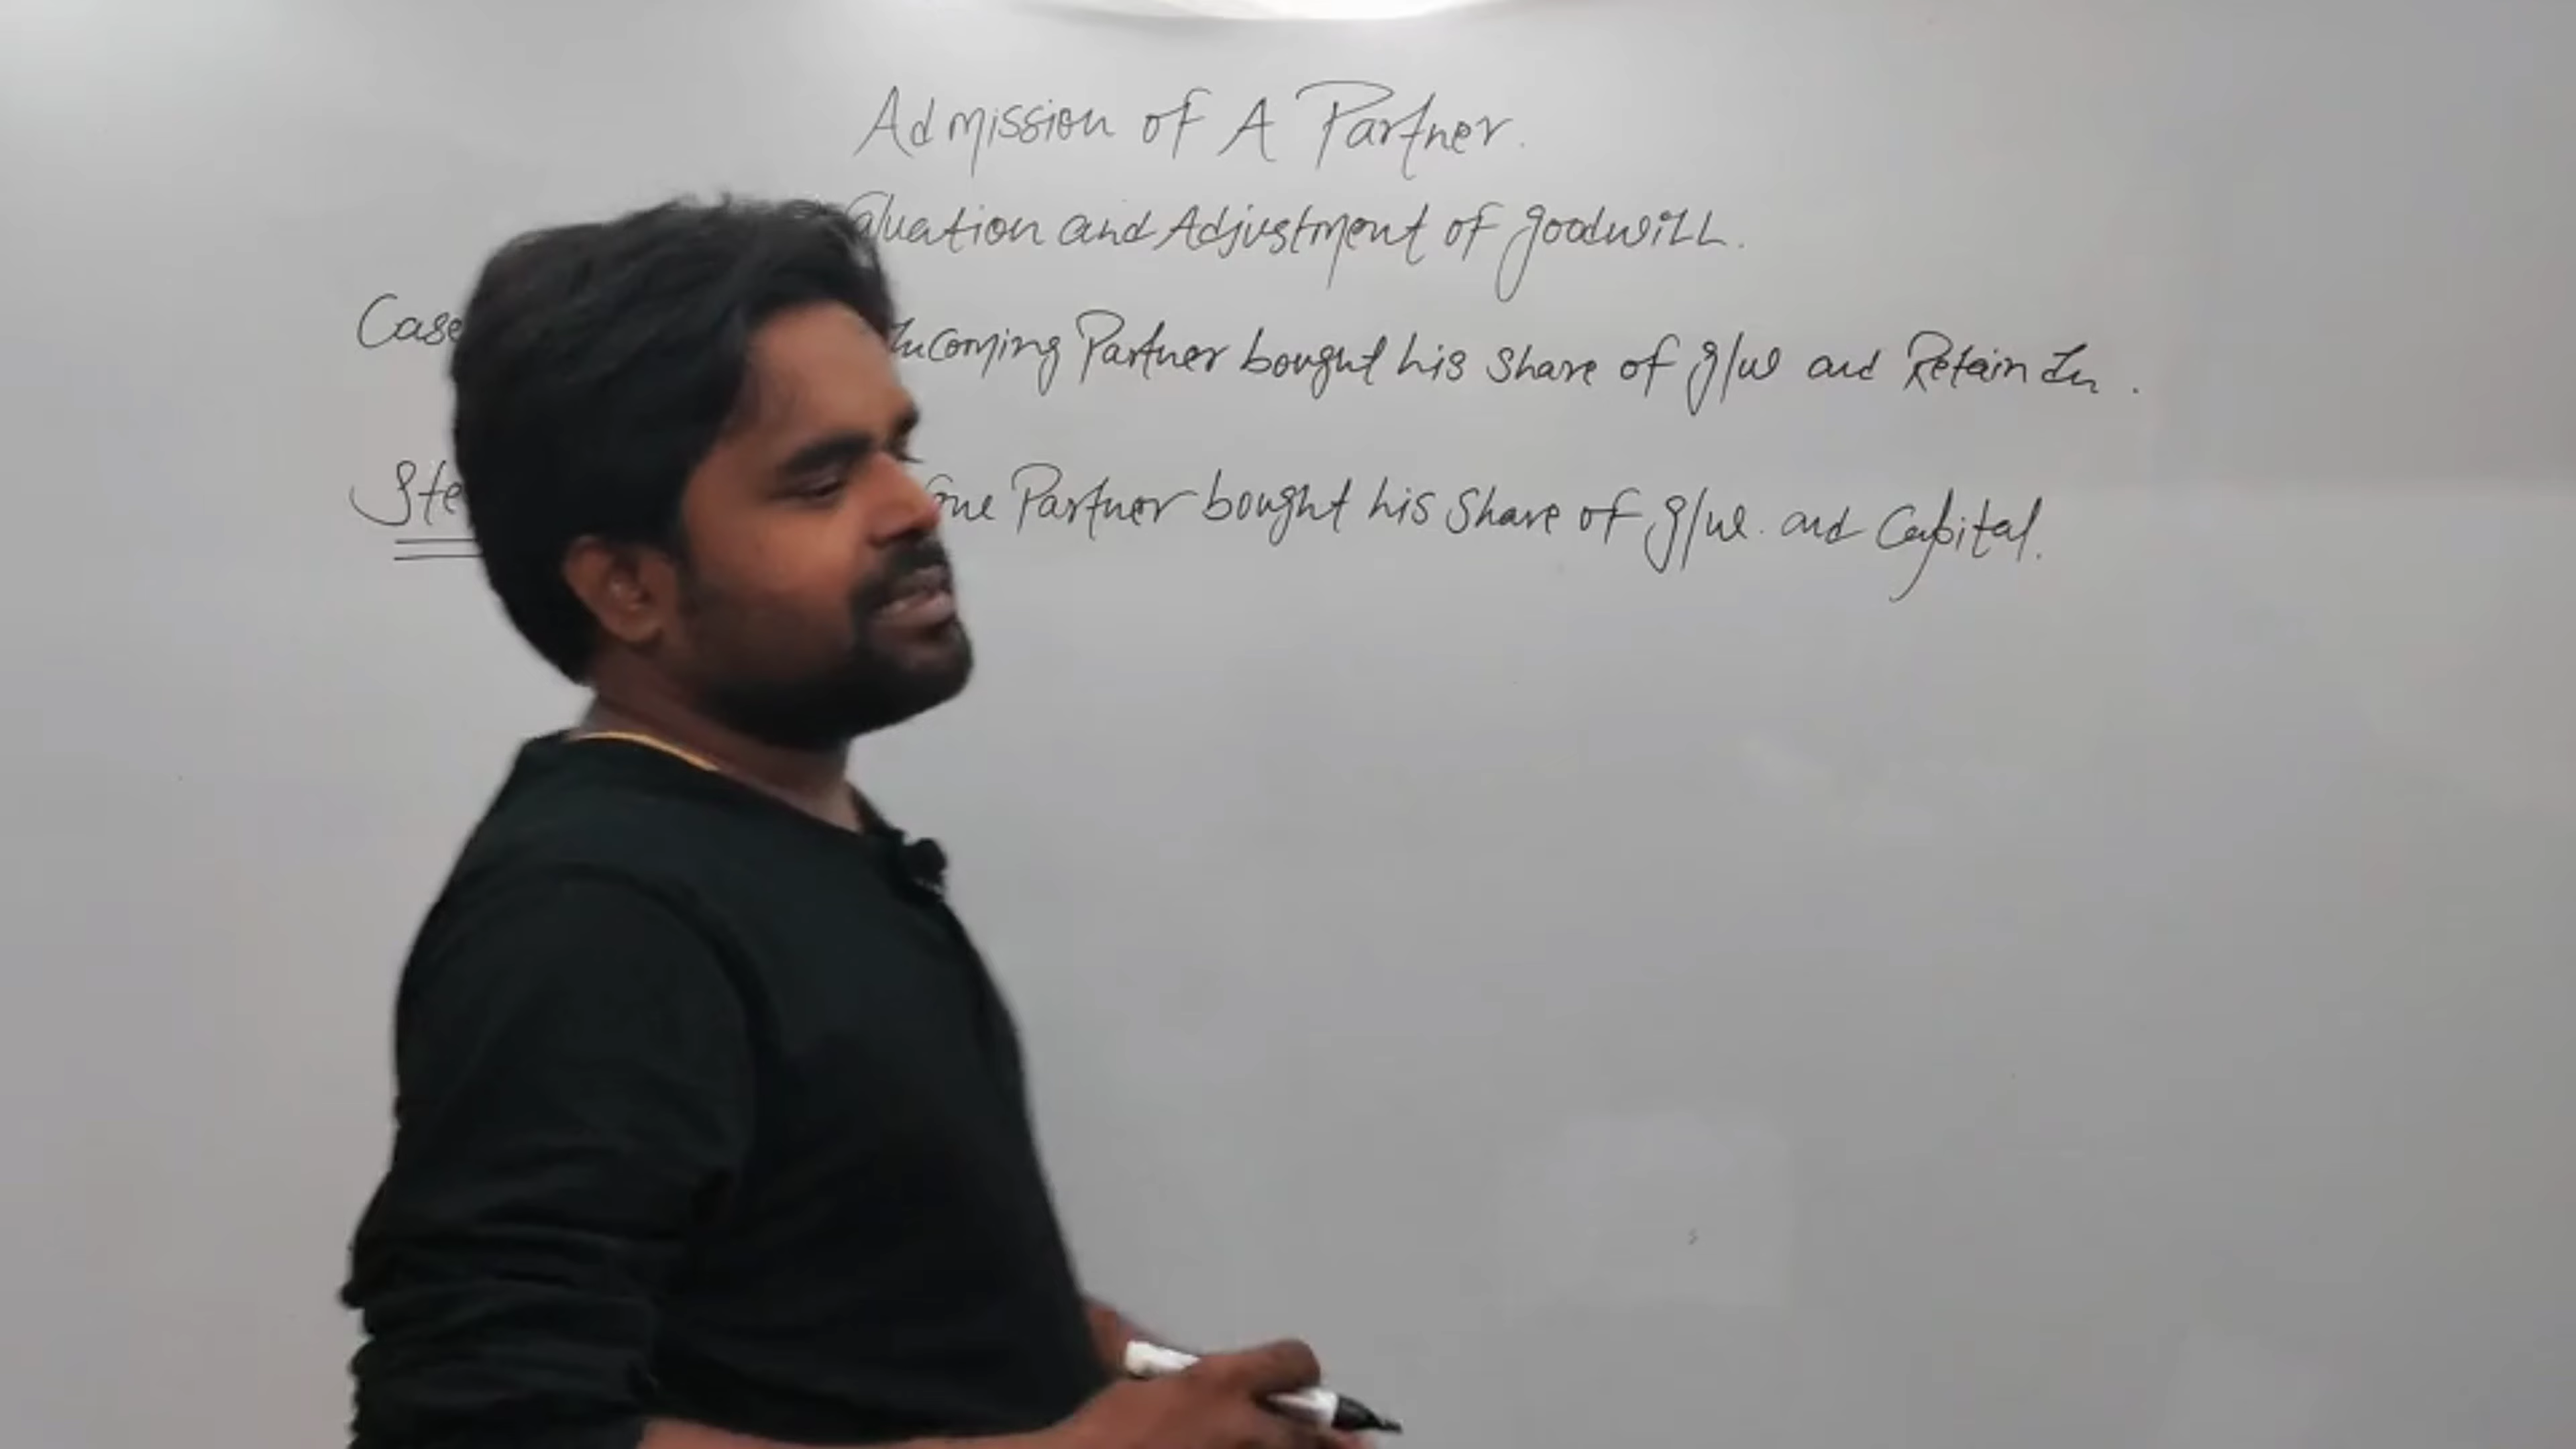 Admission of A Partner.
aluation and Adjustment of goodwill.
Case Incoming Partner bought his share of g/w and Retain In.
Ste Partner bought his share of g/w. and Capital.